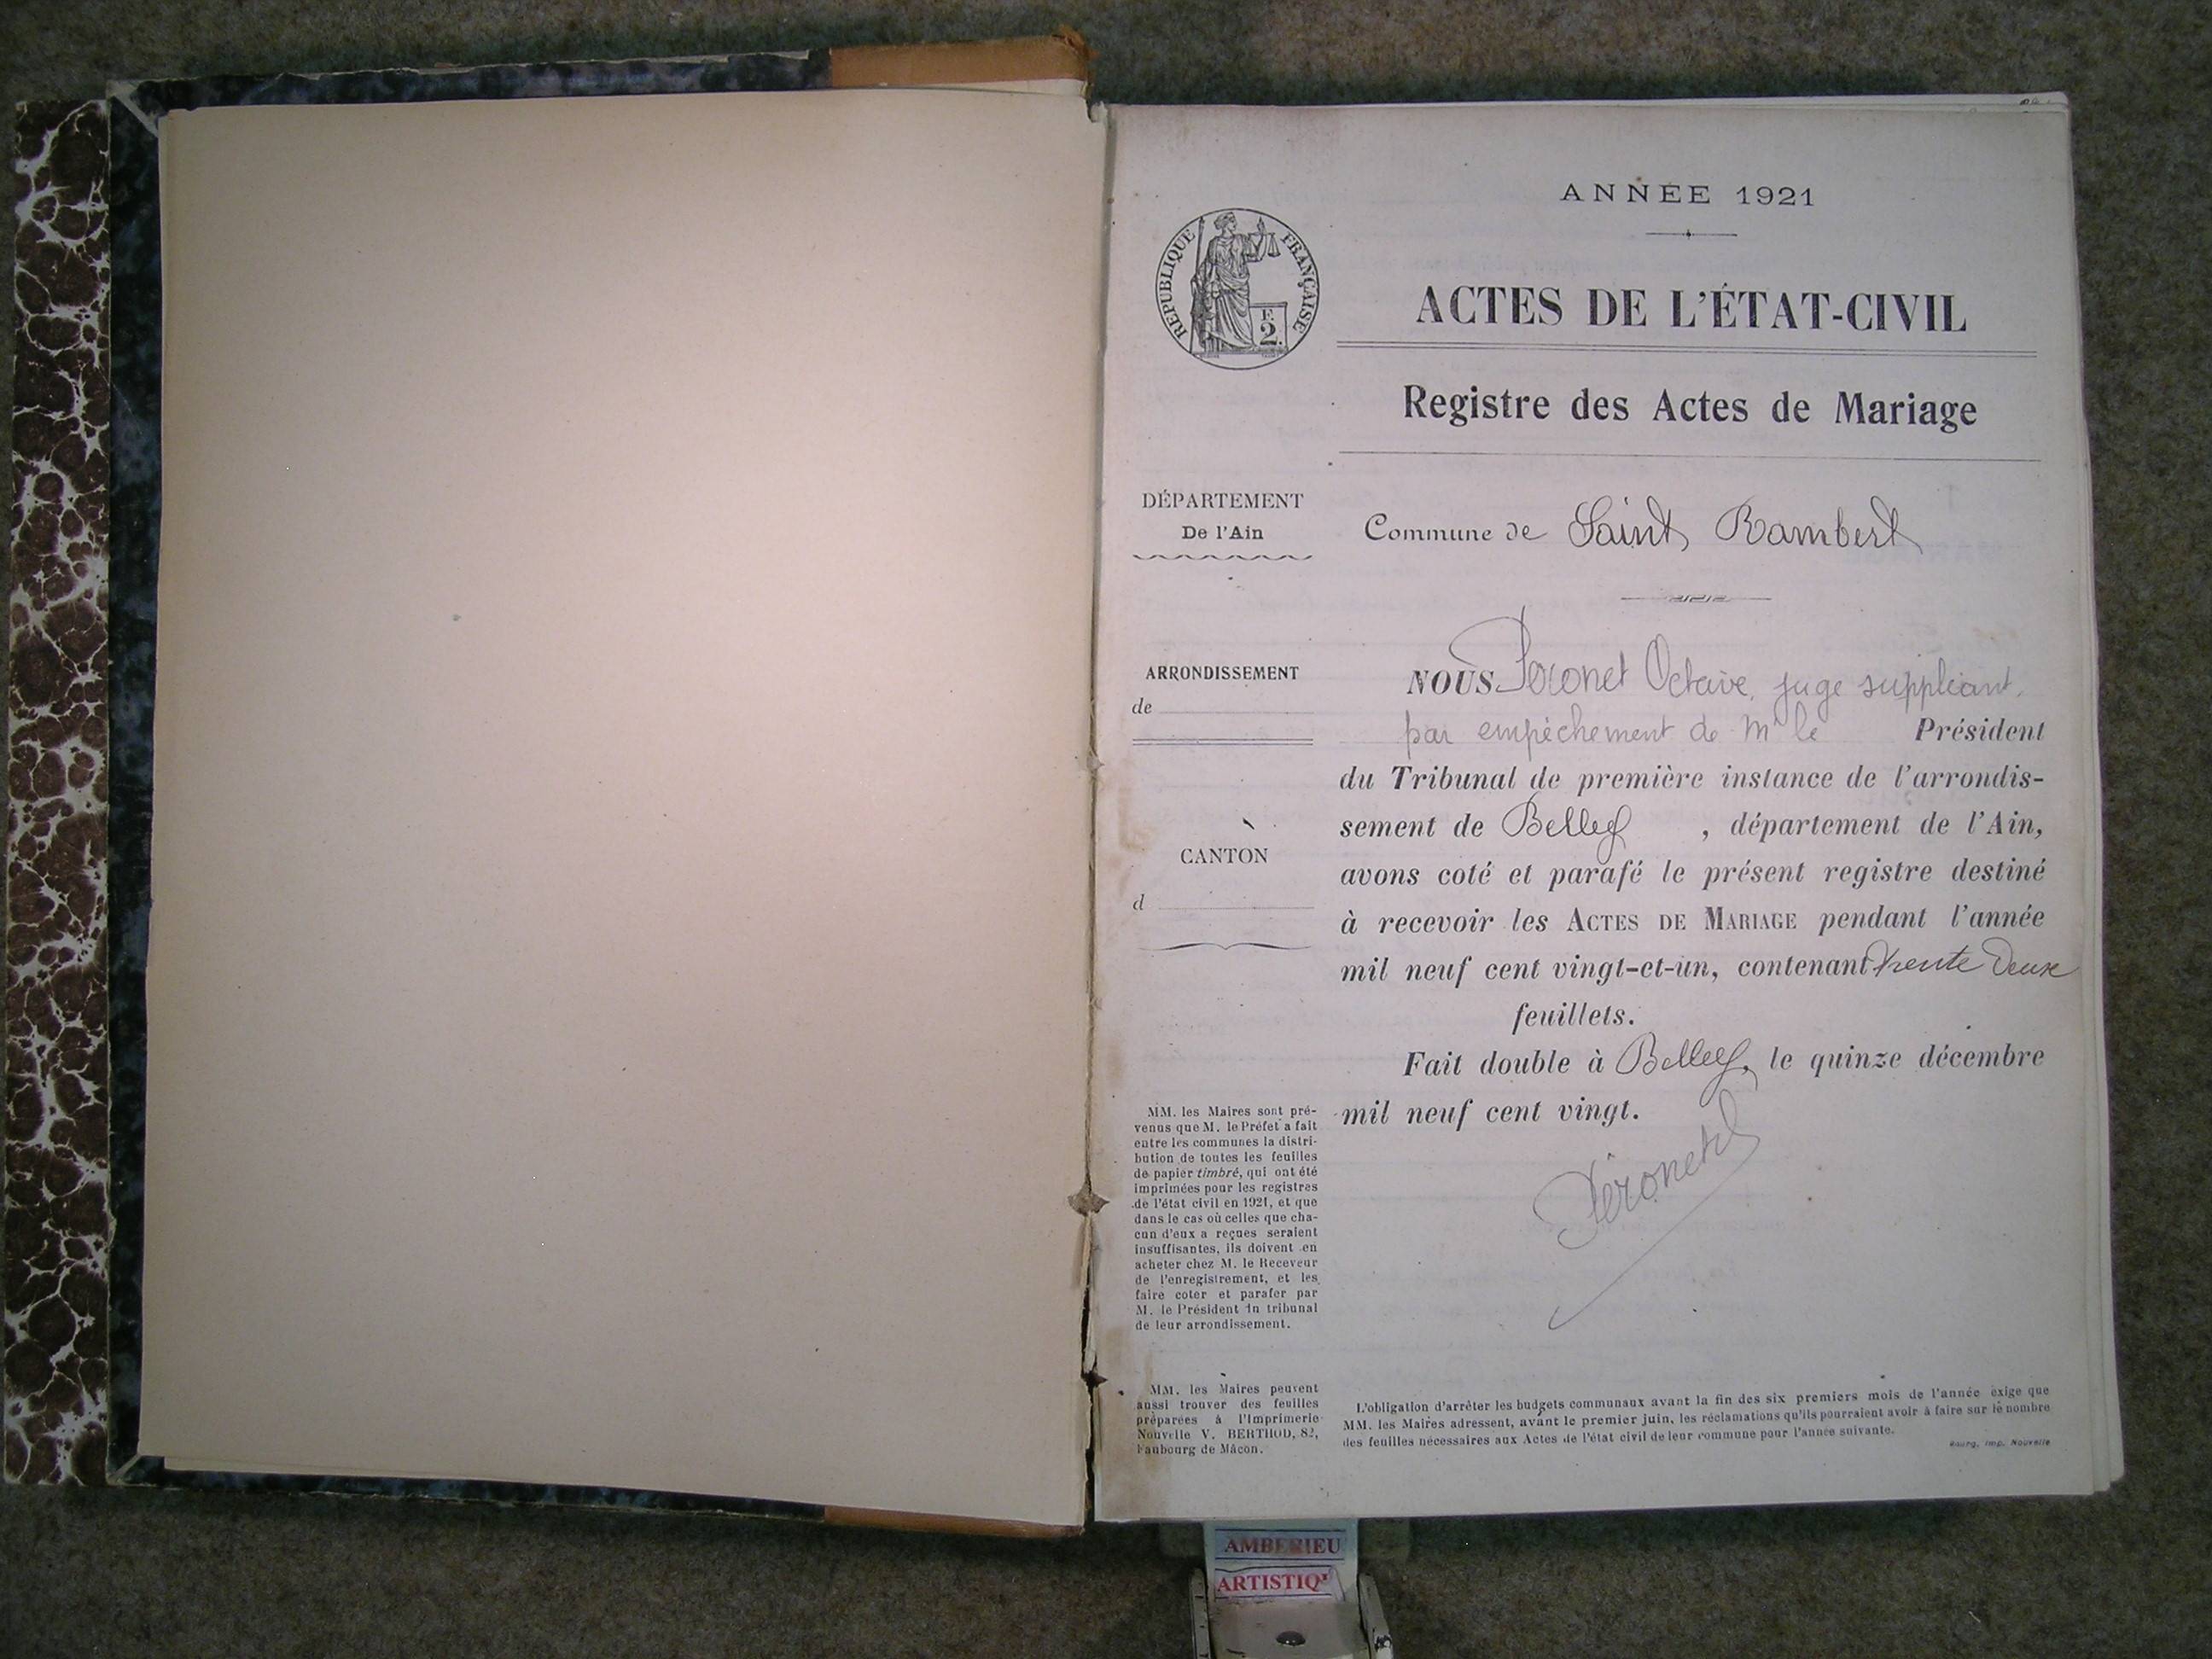 ANNÉE 1921
RÉPUBLIQUE FRANÇAISE
F.
2.
ACTES DE L'ÉTAT-CIVIL
Registre des Actes de Mariage
DÉPARTEMENT
De l'Ain
Commune de Saint Rambert
ARRONDISSEMENT
de
CANTON
d
NOUS Péronet Octave, juge suppléant,
par empêchement de Mr le Président
du Tribunal de première instance de l'arrondis-
sement de Belley, département de l'Ain,
avons coté et parafé le présent registre destiné
à recevoir les ACTES DE MARIAGE pendant l'année
mil neuf cent vingt-et-un, contenant trente deux
feuillets.
Fait double à Belley, le quinze décembre
mil neuf cent vingt.
Péronet
MM. les Maires sont pré-
venus que M. le Préfet a fait
entre les communes la distri-
bution de toutes les feuilles
de papier timbré, qui ont été
imprimées pour les registres
de l'état civil en 1921, et que
dans le cas où celles que cha-
cun d'eux a reçues seraient
insuffisantes, ils doivent en
acheter chez M. le Receveur
de l'enregistrement, et les
faire coter et parafer par
M. le Président du tribunal
de leur arrondissement.
MM. les Maires peuvent
aussi trouver des feuilles
préparées à l'Imprimerie
Nouvelle V. BERTHOD, 82,
Faubourg de Mâcon.
L'obligation d'arrêter les budgets communaux avant la fin des six premiers mois de l'année exige que
MM. les Maires adressent, avant le premier juin, les réclamations qu'ils pourraient avoir à faire sur le nombre
des feuilles nécessaires aux Actes de l'état civil de leur commune pour l'année suivante.
Bourg, Imp. Nouvelle
AMBERIEU
ARTISTIQ